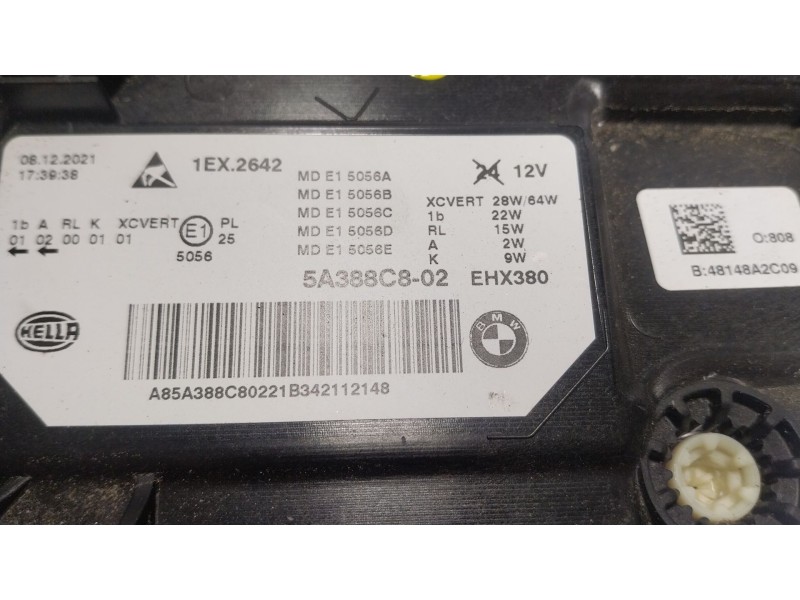 08.12.2021
17:39:38
1EX.2642
MD E1 5056A
MD E1 5056B
MD E1 5056C
MD E1 5056D
MD E1 5056E
24 12V
XCVERT 28W/64W
1b 22W
RL 15W
A 2W
K 9W
1b A RL K XCVERT
01 02 00 01 01
E1
5056
PL
25
5A388C8-02 EHX380
HELLA
BMW
A85A388C80221B342112148
O:808
B:48148A2C09